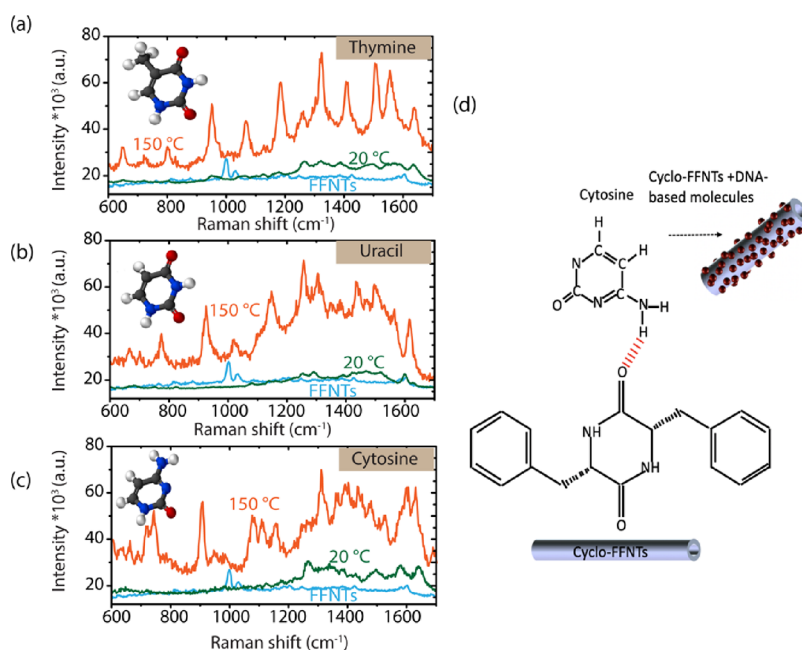 (a)
Thymine
Intensity *10³ (a.u.)
80
60
40
20
150 °C
20 °C
FFNTs
600 800 1000 1200 1400 1600
Raman shift (cm⁻¹)
(b)
Uracil
Intensity *10³ (a.u.)
80
60
40
20
150 °C
20 °C
FFNTs
600 800 1000 1200 1400 1600
Raman shift (cm⁻¹)
(c)
Cytosine
Intensity *10³ (a.u.)
80
60
40
20
150 °C
20 °C
FFNTs
600 800 1000 1200 1400 1600
Raman shift (cm⁻¹)
(d)
Cytosine
Cyclo-FFNTs +DNA-
based molecules
H
H
N
O
N
N
H
H
O
NH
N
H
O
Cyclo-FFNTs